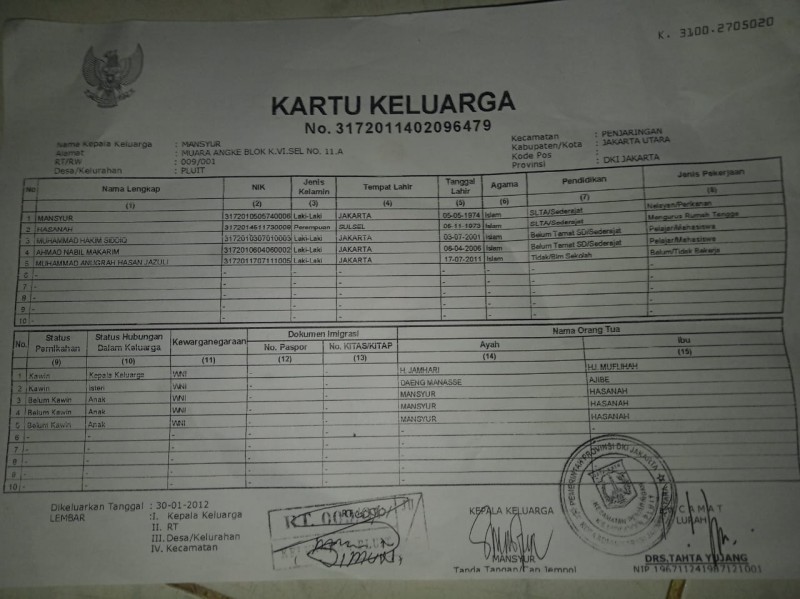 K. 3100-2705020
KARTU KELUARGA
No. 3172011402096479
Nama Kepala Keluarga : MANSYUR
Alamat : MUARA ANGKE BLOK K.VI.SEL NO. 11.A
RT/RW : 009/001
Desa/Kelurahan : PLUIT
Kecamatan : PENJARINGAN
Kabupaten/Kota : JAKARTA UTARA
Kode Pos :
Provinsi : DKI JAKARTA
No Nama Lengkap NIK Jenis Kelamin Tempat Lahir Tanggal Lahir Agama Pendidikan Jenis Pekerjaan
(1) (2) (3) (4) (5) (6) (7) (8)
1 MANSYUR 3172010505740006 Laki-Laki JAKARTA 05-05-1974 Islam SLTA/Sederajat Nelayan/Perikanan
2 HASANAH Perempuan SULSEL Islam SLTA/Sederajat Mengurus Rumah Tangga
3 MUHAMMAD HAKIM SIDDIQ 3172010307010003 Laki-Laki JAKARTA 03-07-2001 Islam Belum Tamat SD/Sederajat Pelajar/Mahasiswa
4 AHMAD NABIL MAKARIM 3172010604060002 Laki-Laki JAKARTA 06-04-2006 Islam Belum Tamat SD/Sederajat Pelajar/Mahasiswa
5 MUHAMMAD ANUGRAH HASAN JAZULI 3172011707111005 Laki-Laki JAKARTA 17-07-2011 Islam Tidak/Blm Sekolah Belum/Tidak Bekerja
6 - - - - - - - -
7 - - - - - - - -
8 - - - - - - - -
9 - - - - - - - -
10 - - - - - - - -
No. Status Pernikahan Status Hubungan Dalam Keluarga Kewarganegaraan Dokumen Imigrasi Nama Orang Tua
No. Paspor No. KITAS/KITAP Ayah Ibu
(9) (10) (11) (12) (13) (14) (15)
1 Kawin Kepala Keluarga WNI - - H. JAMHARI HJ. MUFLIHAH
2 Kawin Isteri WNI - - DAENG MANASSE AJIBE
3 Belum Kawin Anak WNI - - MANSYUR HASANAH
4 Belum Kawin Anak WNI - - MANSYUR HASANAH
5 Belum Kawin Anak WNI - - MANSYUR HASANAH
6 - - - - - - -
7 - - - - - - -
8 - - - - - - -
9 - - - - - - -
10 - - - - - - -
Dikeluarkan Tanggal : 30-01-2012
LEMBAR : I. Kepala Keluarga
II. RT
III. Desa/Kelurahan
IV. Kecamatan
KEPALA KELUARGA
MANSYUR
Tanda Tangan/Cap Jempol
PEMERINTAH PROVINSI DKI JAKARTA
CAMAT
LURAH
DRS.TAHTA YUJANG
NIP 196711241987121001